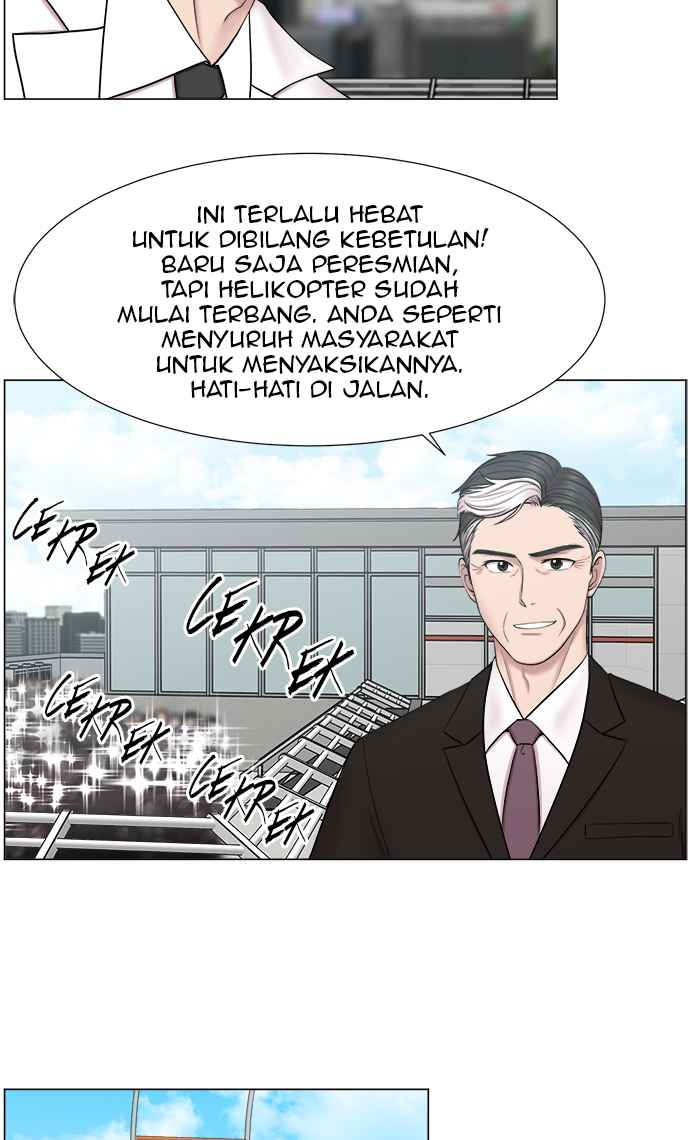 INI TERLALU HEBAT
UNTUK DIBILANG KEBETULAN!
BARU SAJA PERESMIAN,
TAPI HELIKOPTER SUDAH
MULAI TERBANG. ANDA SEPERTI
MENYURUH MASYARAKAT
UNTUK MENYAKSIKANNYA.
HATI-HATI DI JALAN.
CEKREK
CEKREK
CEKREK
CEKREK